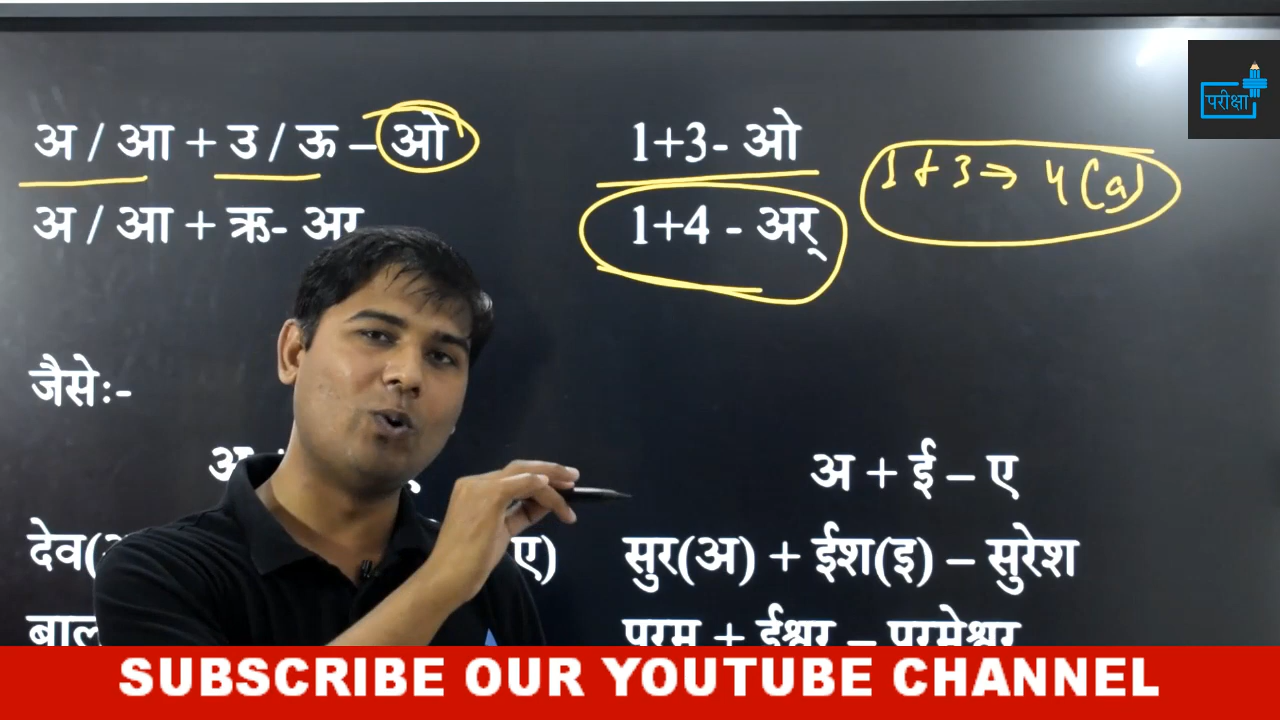 परीक्षा
अ / आ + उ / ऊ – ओ
1+3- ओ
1+3→ 4 (a)
अ / आ + ऋ- अर्
1+4 - अर्
जैसेः-
अ + ई – ए
सुर(अ) + ईश(इ) – सुरेश
परम + ईश्वर – परमेश्वर
SUBSCRIBE OUR YOUTUBE CHANNEL